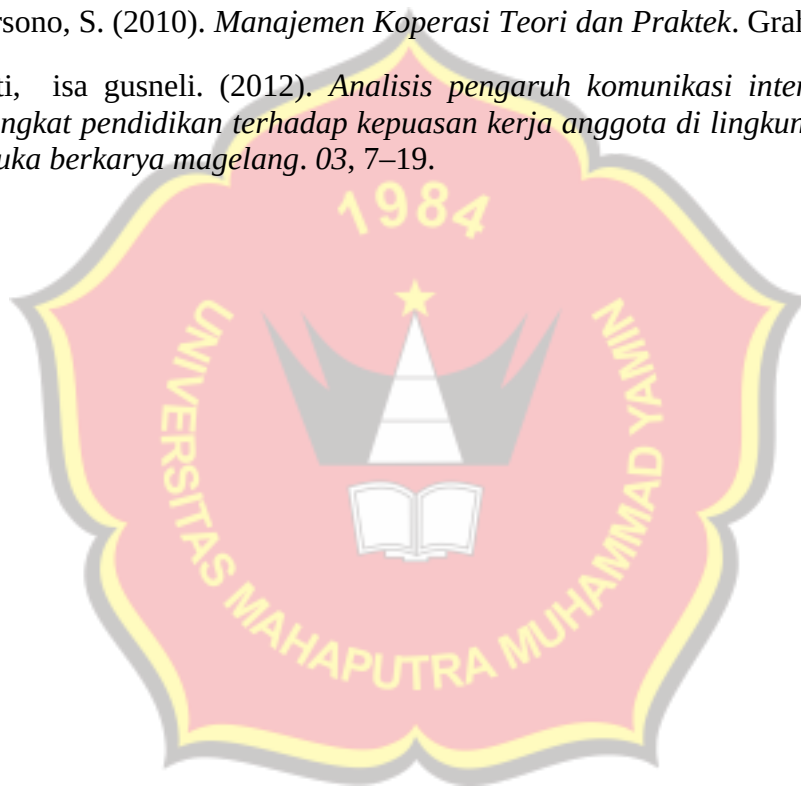 rsono, S. (2010). Manajemen Koperasi Teori dan Praktek. Grah
ti, isa gusneli. (2012). Analisis pengaruh komunikasi inter
ngkat pendidikan terhadap kepuasan kerja anggota di lingkun
uka berkarya magelang. 03, 7–19.
1984
UNIVERSITAS MAHAPUTRA MUHAMMAD YAMIN